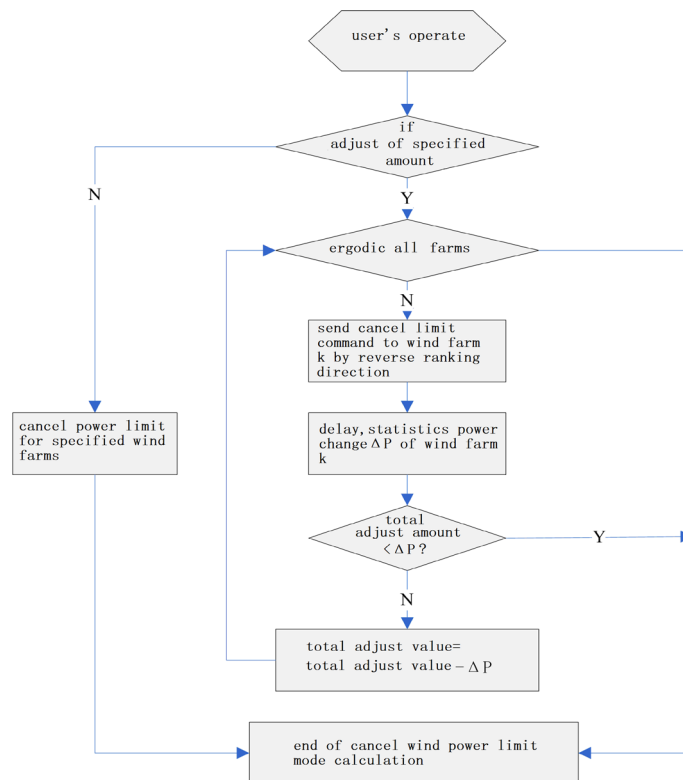 user's operate
if
adjust of specified
amount
N
Y
ergodic all farms
N
send cancel limit
command to wind farm
k by reverse ranking
direction
cancel power limit
for specified wind
farms
delay,statistics power
change ΔP of wind farm
k
total
adjust amount
<ΔP?
Y
N
total adjust value=
total adjust value-ΔP
end of cancel wind power limit
mode calculation